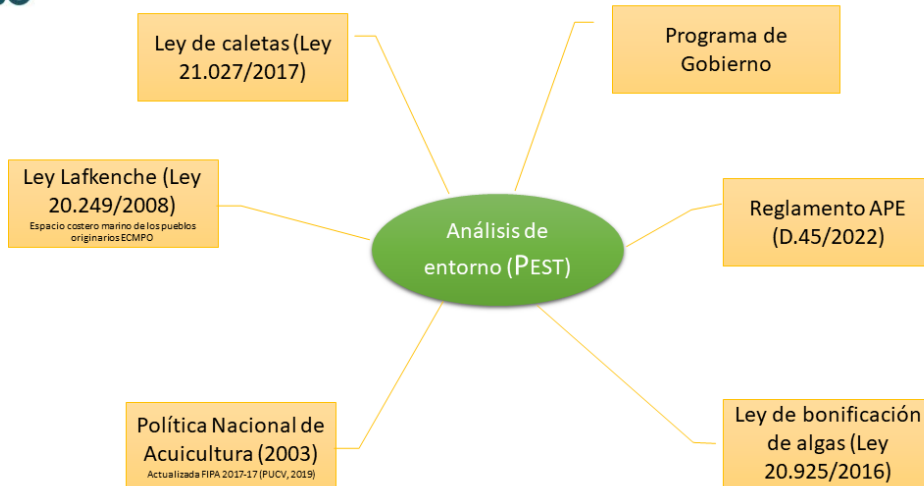 Ley de caletas (Ley
21.027/2017)
Programa de
Gobierno
Ley Lafkenche (Ley
20.249/2008)
Espacio costero marino de los pueblos
originarios ECMPO
Análisis de
entorno (PEST)
Reglamento APE
(D.45/2022)
Política Nacional de
Acuicultura (2003)
Actualizada FIPA 2017-17 (PUCV, 2019)
Ley de bonificación
de algas (Ley
20.925/2016)